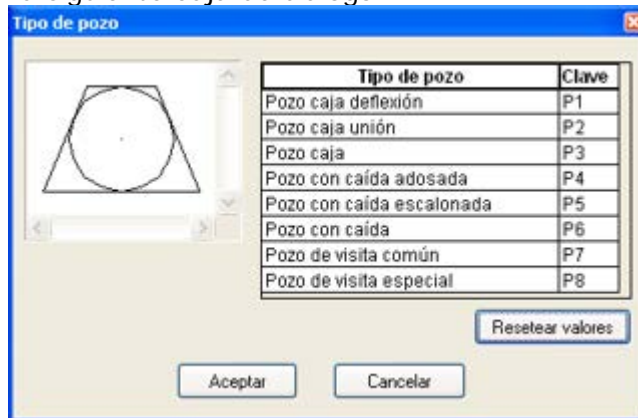 Tipo de pozo
Tipo de pozo Clave
Pozo caja deflexión P1
Pozo caja unión P2
Pozo caja P3
Pozo con caída adosada P4
Pozo con caída escalonada P5
Pozo con caída P6
Pozo de visita común P7
Pozo de visita especial P8
Resetear valores
Aceptar Cancelar